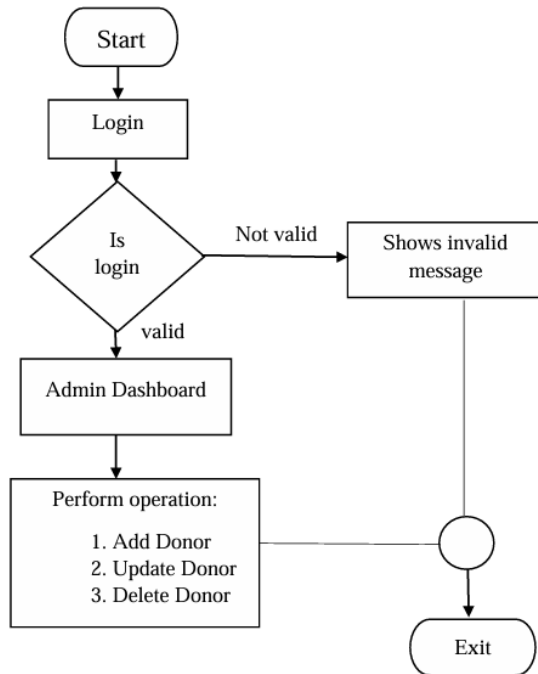 Start
Login
Is
login
Not valid
Shows invalid
message
valid
Admin Dashboard
Perform operation:
1. Add Donor
2. Update Donor
3. Delete Donor
Exit